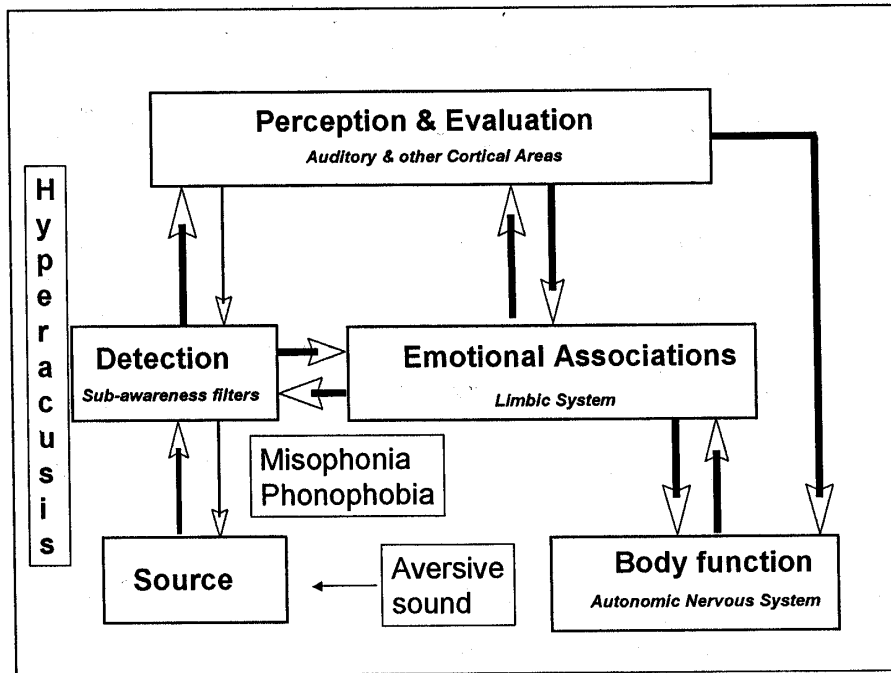 Perception & Evaluation
Auditory & other Cortical Areas
Hyperacusis
Detection
Sub-awareness filters
Emotional Associations
Limbic System
Misophonia
Phonophobia
Source
Aversive
sound
Body function
Autonomic Nervous System